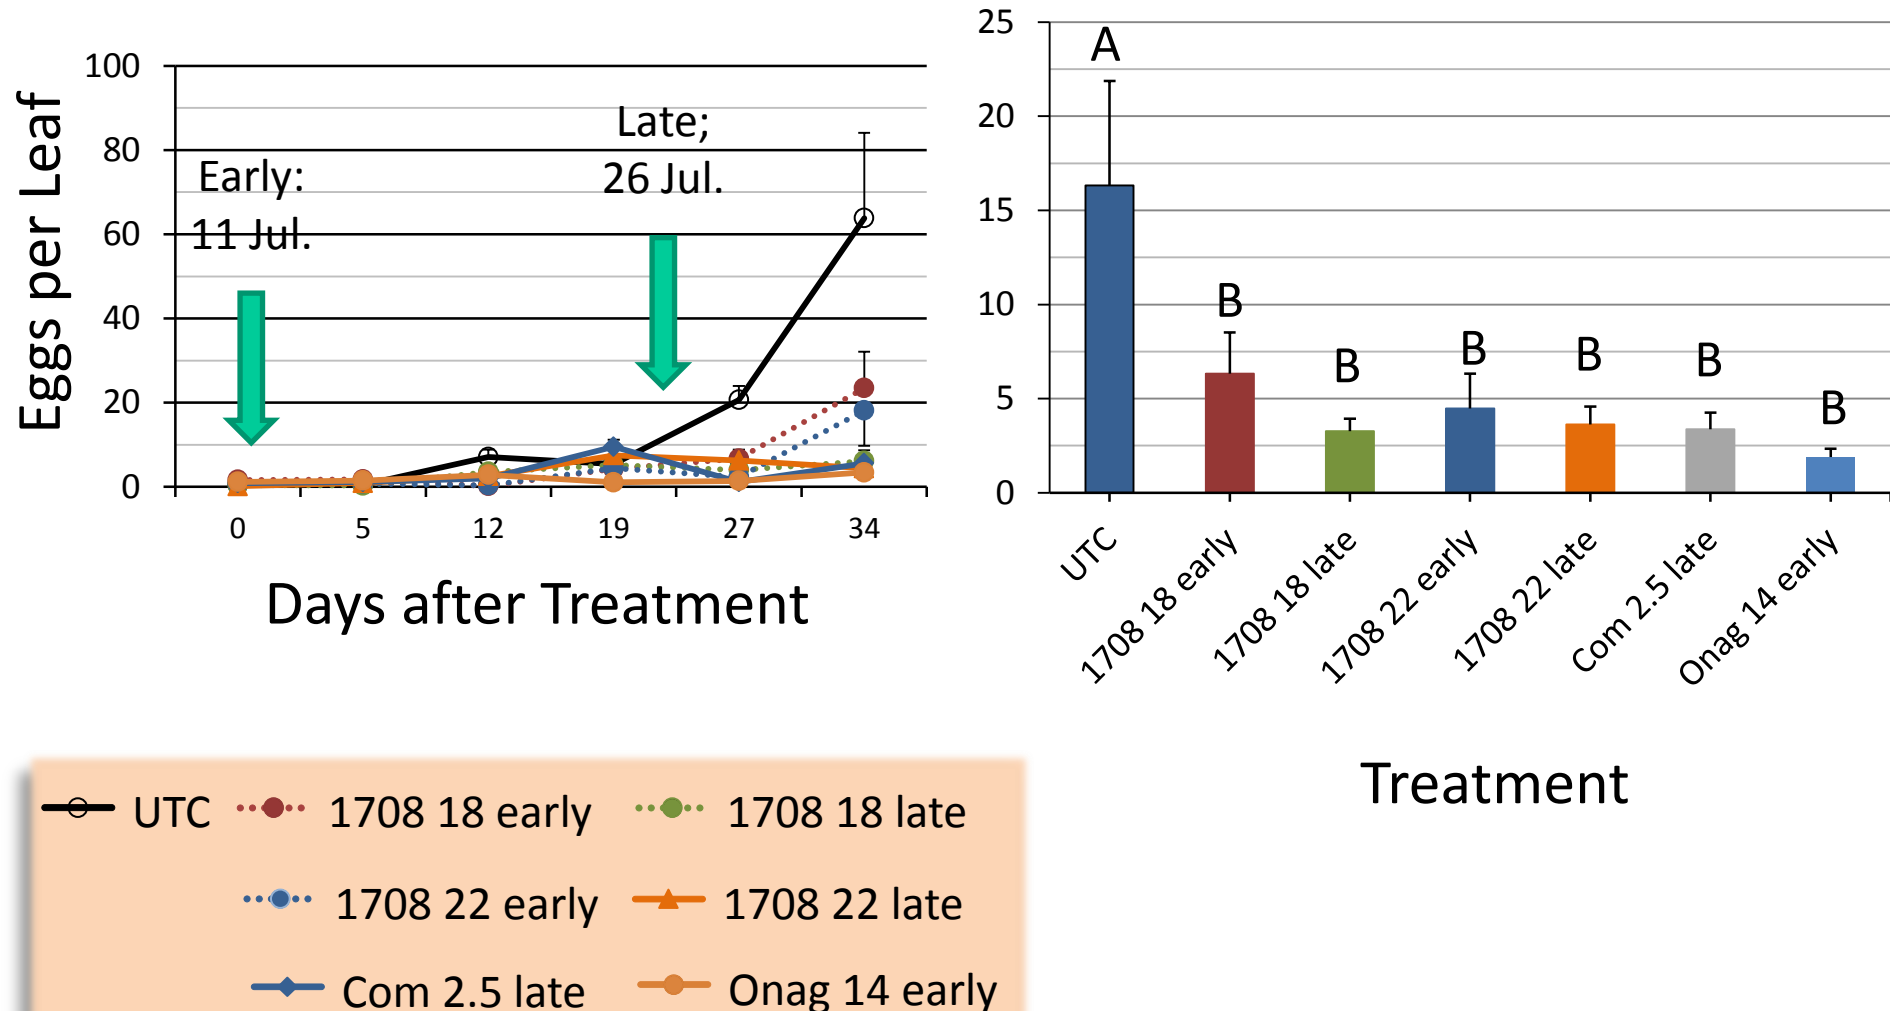 Eggs per Leaf
100
80
60
40
20
0
Early:
11 Jul.
Late;
26 Jul.
0 5 12 19 27 34
Days after Treatment
25
20
15
10
5
0
A
B
B
B
B
B
B
UTC
1708 18 early
1708 18 late
1708 22 early
1708 22 late
Com 2.5 late
Onag 14 early
Treatment
UTC 1708 18 early 1708 18 late
1708 22 early 1708 22 late
Com 2.5 late Onag 14 early